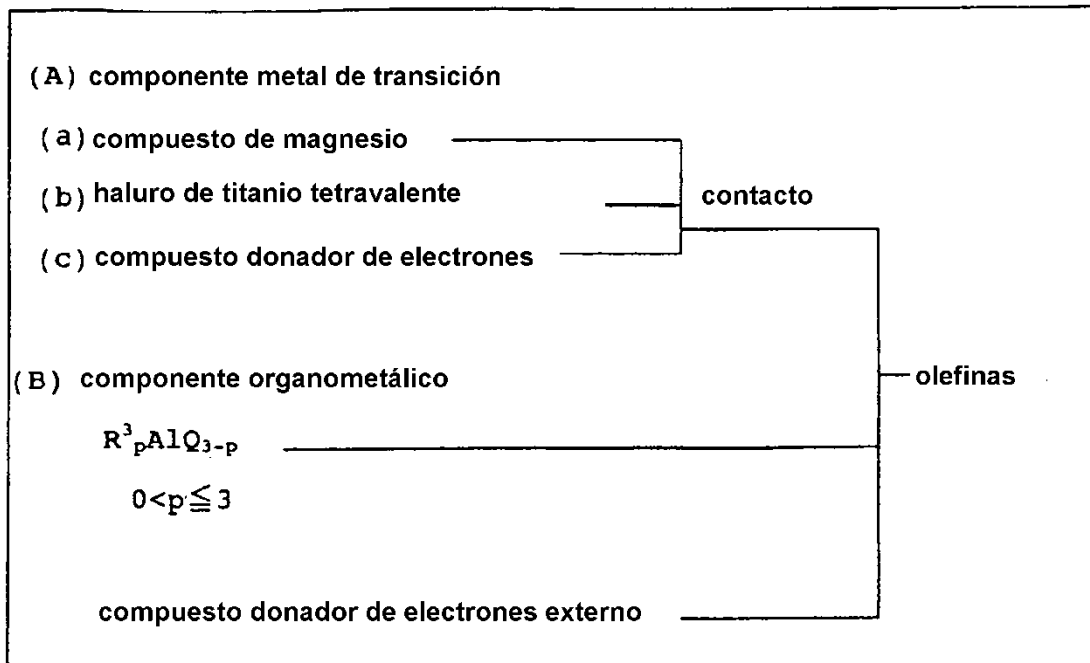 (A) componente metal de transición
(a) compuesto de magnesio
(b) haluro de titanio tetravalente
contacto
(c) compuesto donador de electrones
(B) componente organometálico
olefinas
R³pAlQ3-p
0<p≦3
compuesto donador de electrones externo